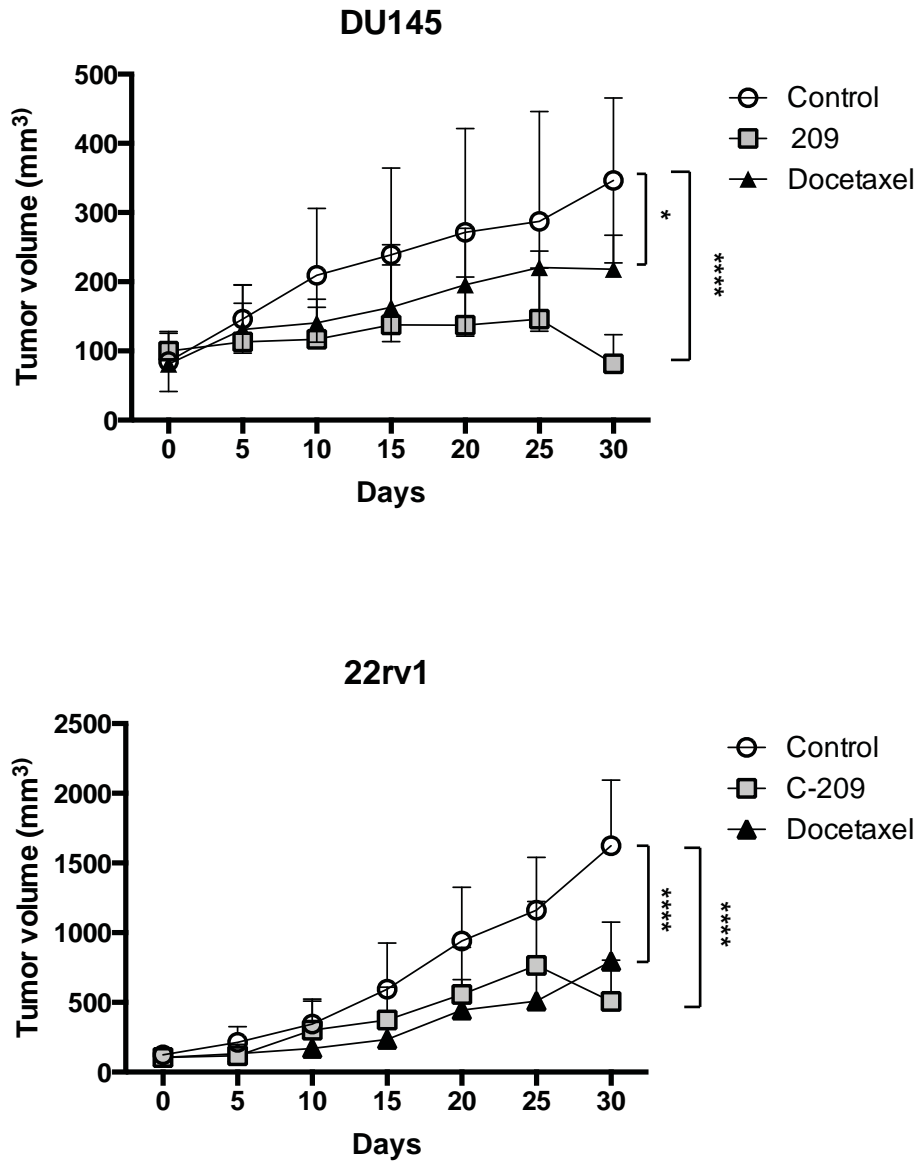 DU145
Tumor volume (mm³)
500
400
300
200
100
0
0 5 10 15 20 25 30
Days
Control
209
Docetaxel
*
****
22rv1
Tumor volume (mm³)
2500
2000
1500
1000
500
0
0 5 10 15 20 25 30
Days
Control
C-209
Docetaxel
****
****